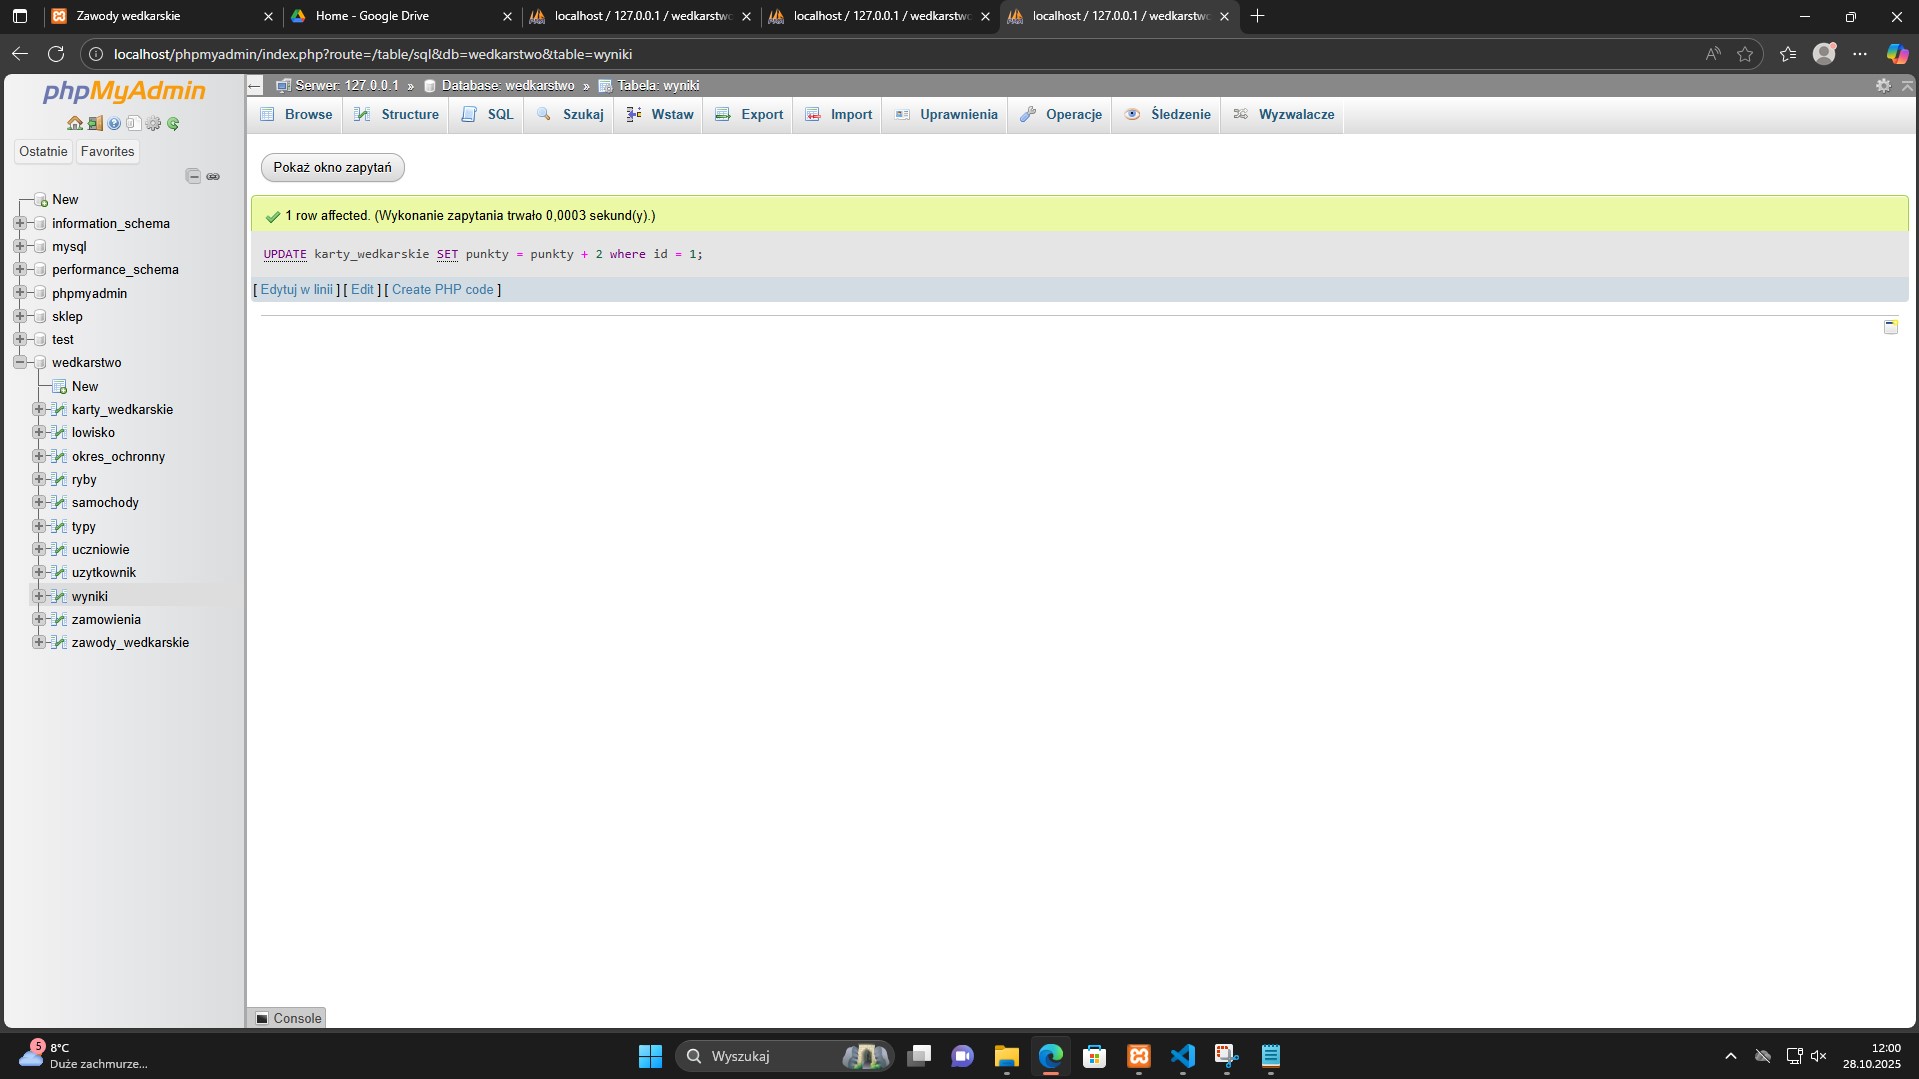 Zawody wedkarskie
Home - Google Drive
localhost / 127.0.0.1 / wedkarstwo
localhost / 127.0.0.1 / wedkarstwo
localhost / 127.0.0.1 / wedkarstwo
localhost/phpmyadmin/index.php?route=/table/sql&db=wedkarstwo&table=wyniki
phpMyAdmin
Ostatnie Favorites
New
information_schema
mysql
performance_schema
phpmyadmin
sklep
test
wedkarstwo
New
karty_wedkarskie
lowisko
okres_ochronny
ryby
samochody
typy
uczniowie
uzytkownik
wyniki
zamowienia
zawody_wedkarskie
Serwer: 127.0.0.1 » Database: wedkarstwo » Tabela: wyniki
Browse Structure SQL Szukaj Wstaw Export Import Uprawnienia Operacje Śledzenie Wyzwalacze
Pokaż okno zapytań
1 row affected. (Wykonanie zapytania trwało 0,0003 sekund(y).)
UPDATE karty_wedkarskie SET punkty = punkty + 2 where id = 1;
[ Edytuj w linii ] [ Edit ] [ Create PHP code ]
Console
5
8°C
Duże zachmurze...
Wyszukaj
12:00
28.10.2025